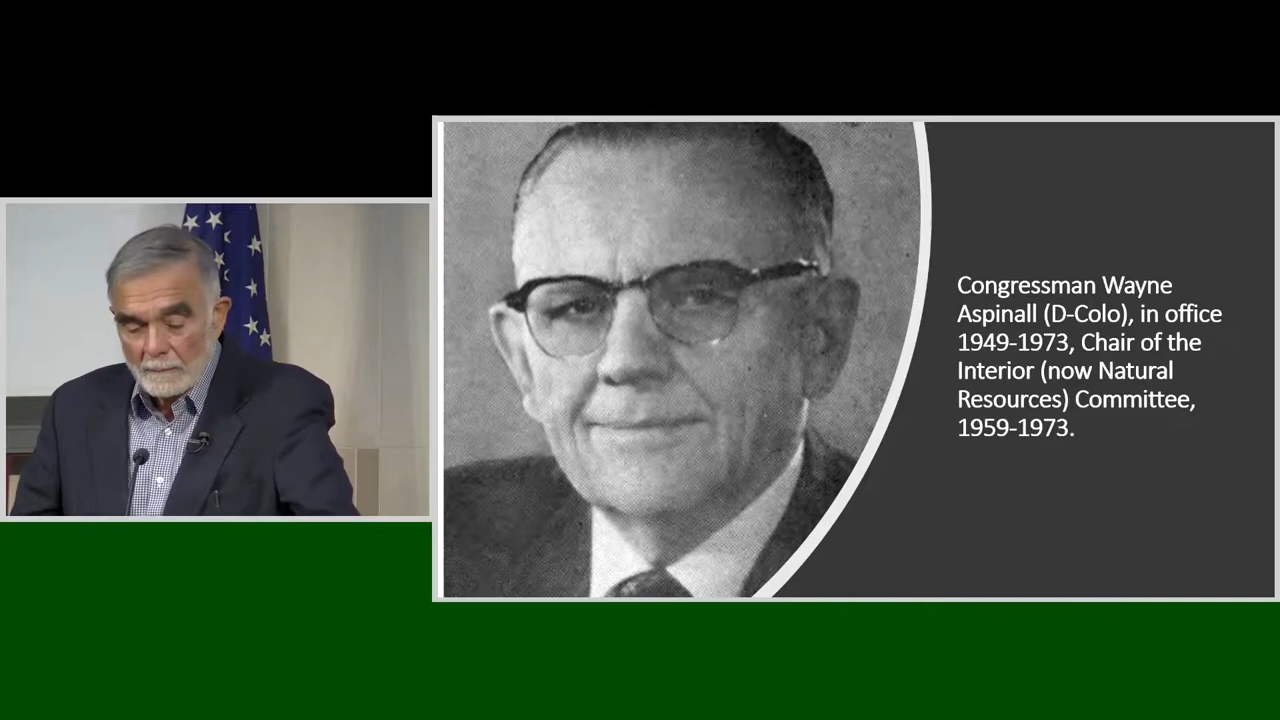 Congressman Wayne
Aspinall (D-Colo), in office
1949-1973, Chair of the
Interior (now Natural
Resources) Committee,
1959-1973.